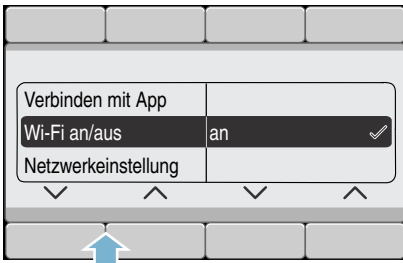 Verbinden mit App
Wi-Fi an/aus an
Netzwerkeinstellung